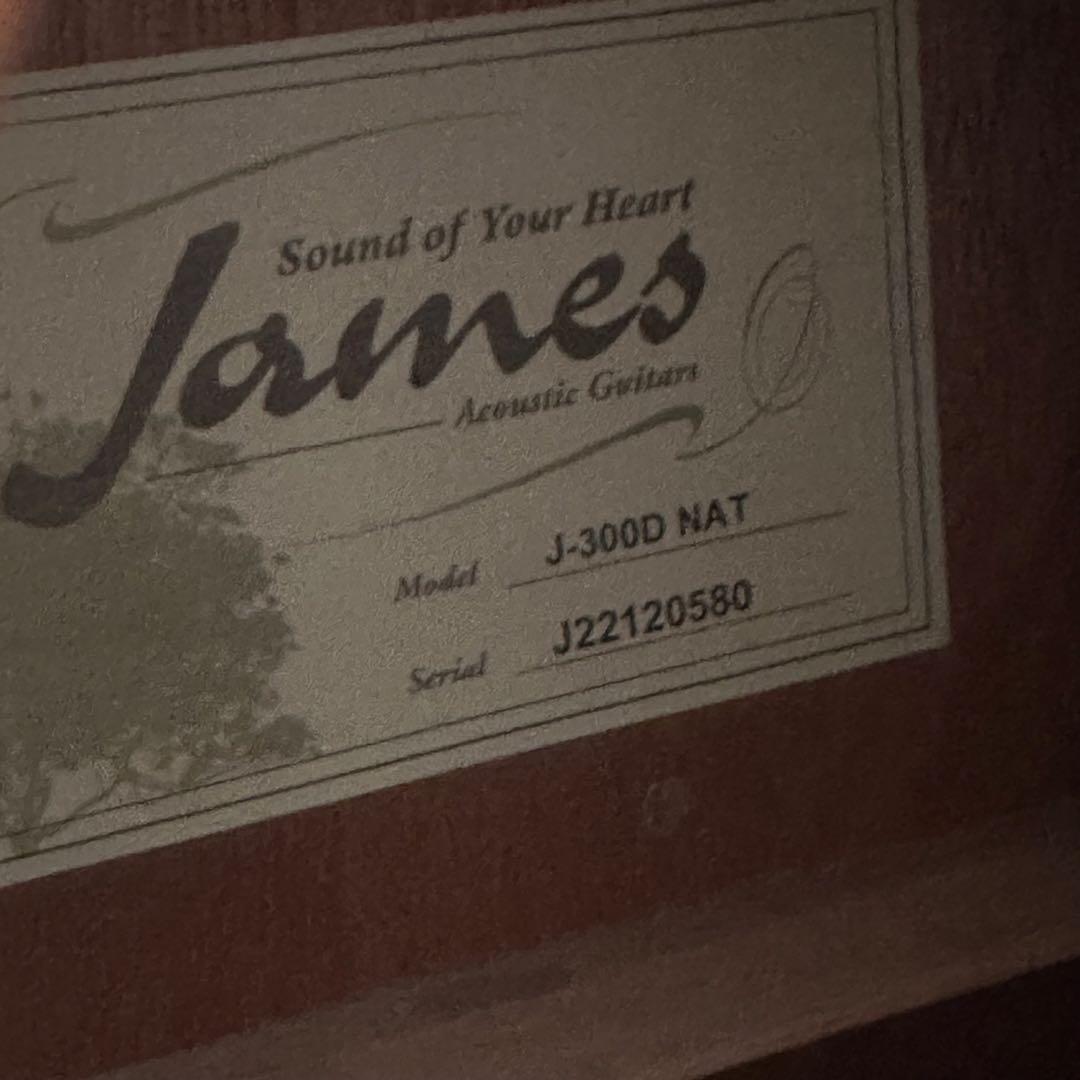 Sound of Your Heart
James
Acoustic Guitars
Model J-300D NAT
Serial J22120580